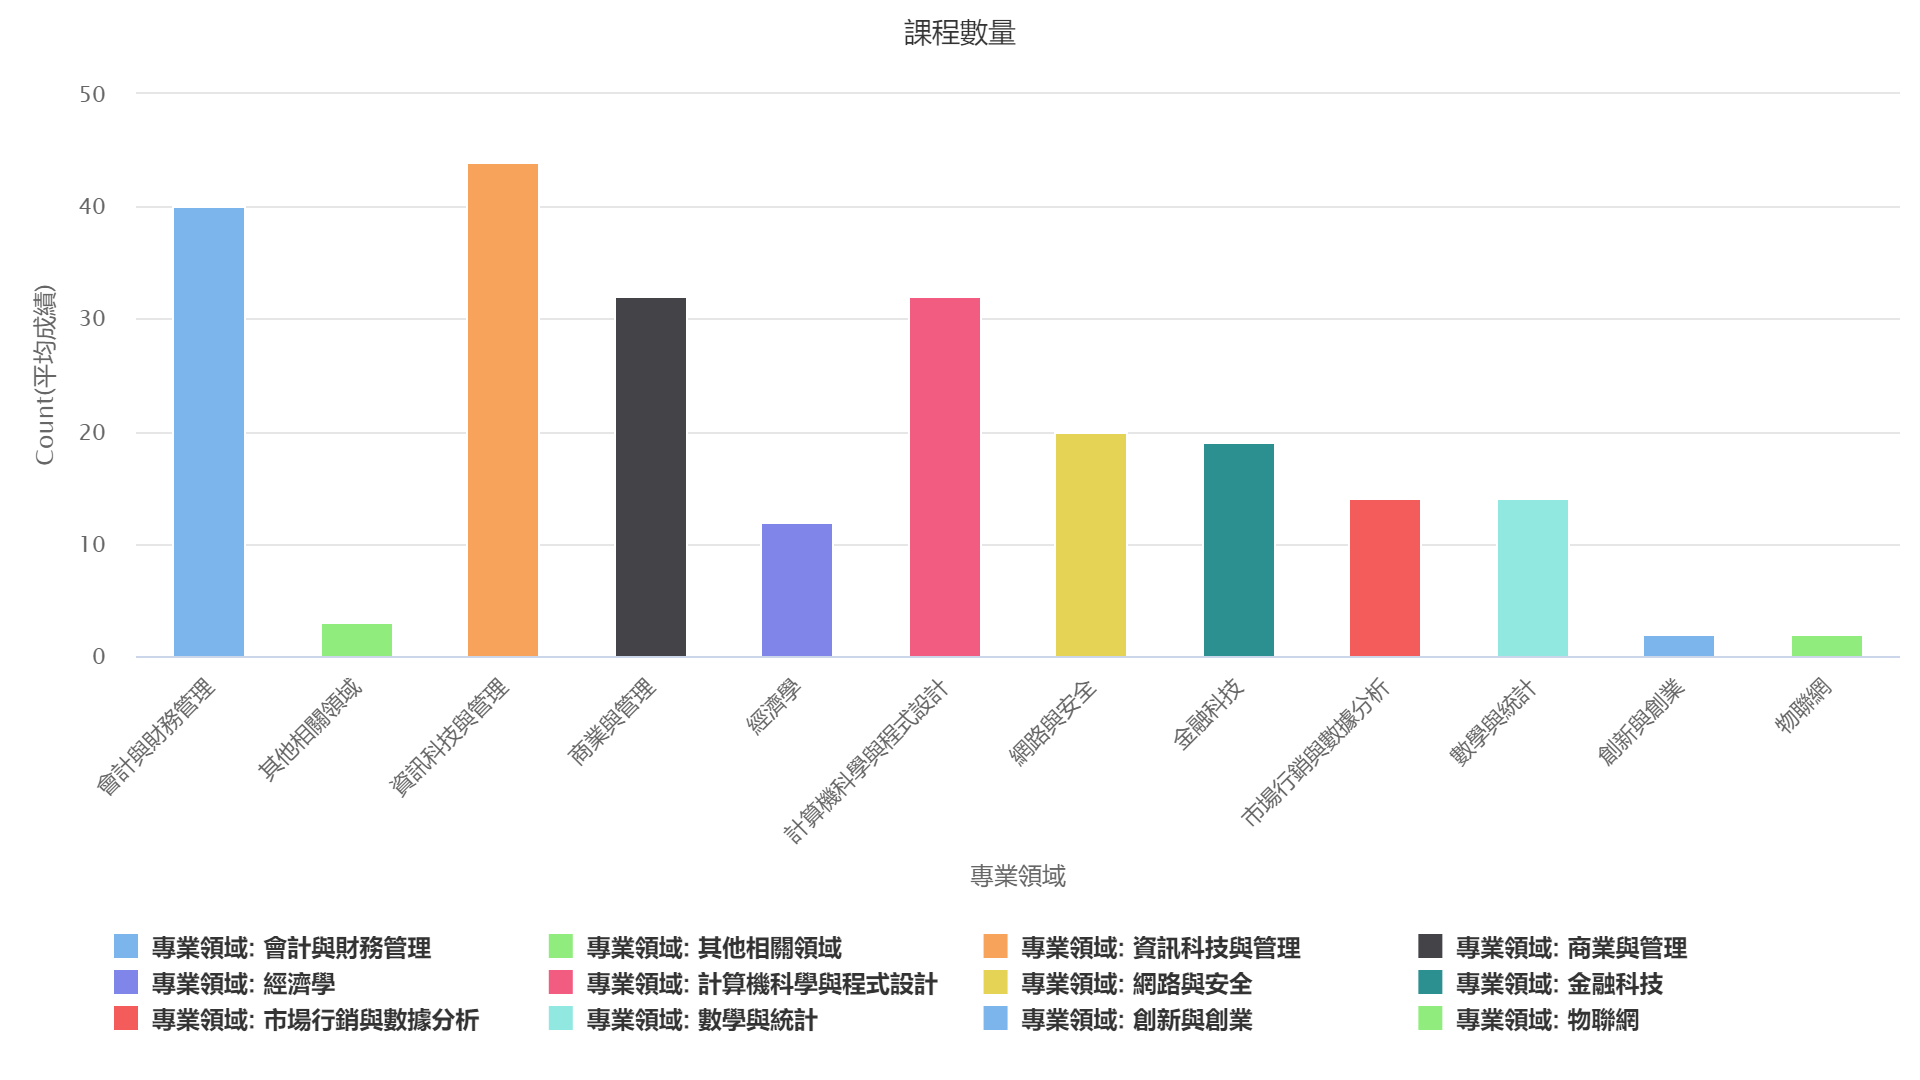 課程數量
50
40
30
20
10
0
Count(平均成績)
會計與財務管理
其他相關領域
資訊科技與管理
商業與管理
經濟學
計算機科學與程式設計
網路與安全
金融科技
市場行銷與數據分析
數學與統計
創新與創業
物聯網
專業領域
專業領域: 會計與財務管理
專業領域: 其他相關領域
專業領域: 資訊科技與管理
專業領域: 商業與管理
專業領域: 經濟學
專業領域: 計算機科學與程式設計
專業領域: 網路與安全
專業領域: 金融科技
專業領域: 市場行銷與數據分析
專業領域: 數學與統計
專業領域: 創新與創業
專業領域: 物聯網